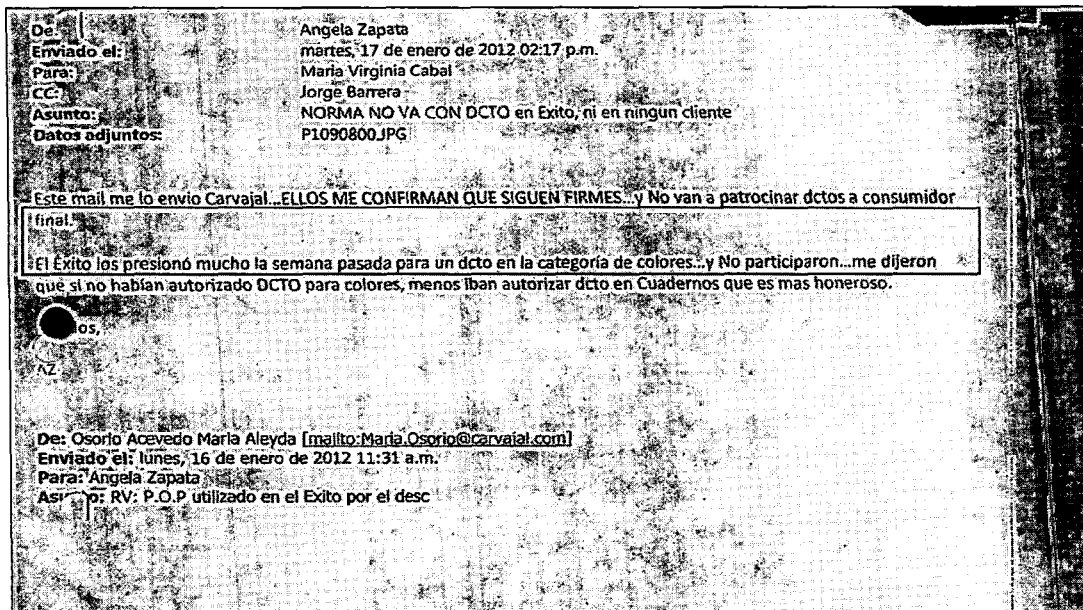 De: Angela Zapata
Enviado el: martes, 17 de enero de 2012 02:17 p.m.
Para: Maria Virginia Cabal
CC: Jorge Barrera
Asunto: NORMA NO VA CON DCTO en Exito, ni en ningun cliente
Datos adjuntos: P1090800.JPG
Este mail me lo envio Carvajal...ELLOS ME CONFIRMAN QUE SIGUEN FIRMES...y No van a patrocinar dctos a consumidor
final.
El Exito los presionó mucho la semana pasada para un dcto en la categoría de colores...y No participaron...me dijeron
que si no habían autorizado DCTO para colores, menos iban autorizar dcto en Cuadernos que es mas honeroso.
os,
AZ
De: Osorio Acevedo Maria Aleyda [mailto:Maria.Osorio@carvajal.com]
Enviado el: lunes, 16 de enero de 2012 11:31 a.m.
Para: Angela Zapata
Asunto: RV: P.O.P utilizado en el Exito por el desc